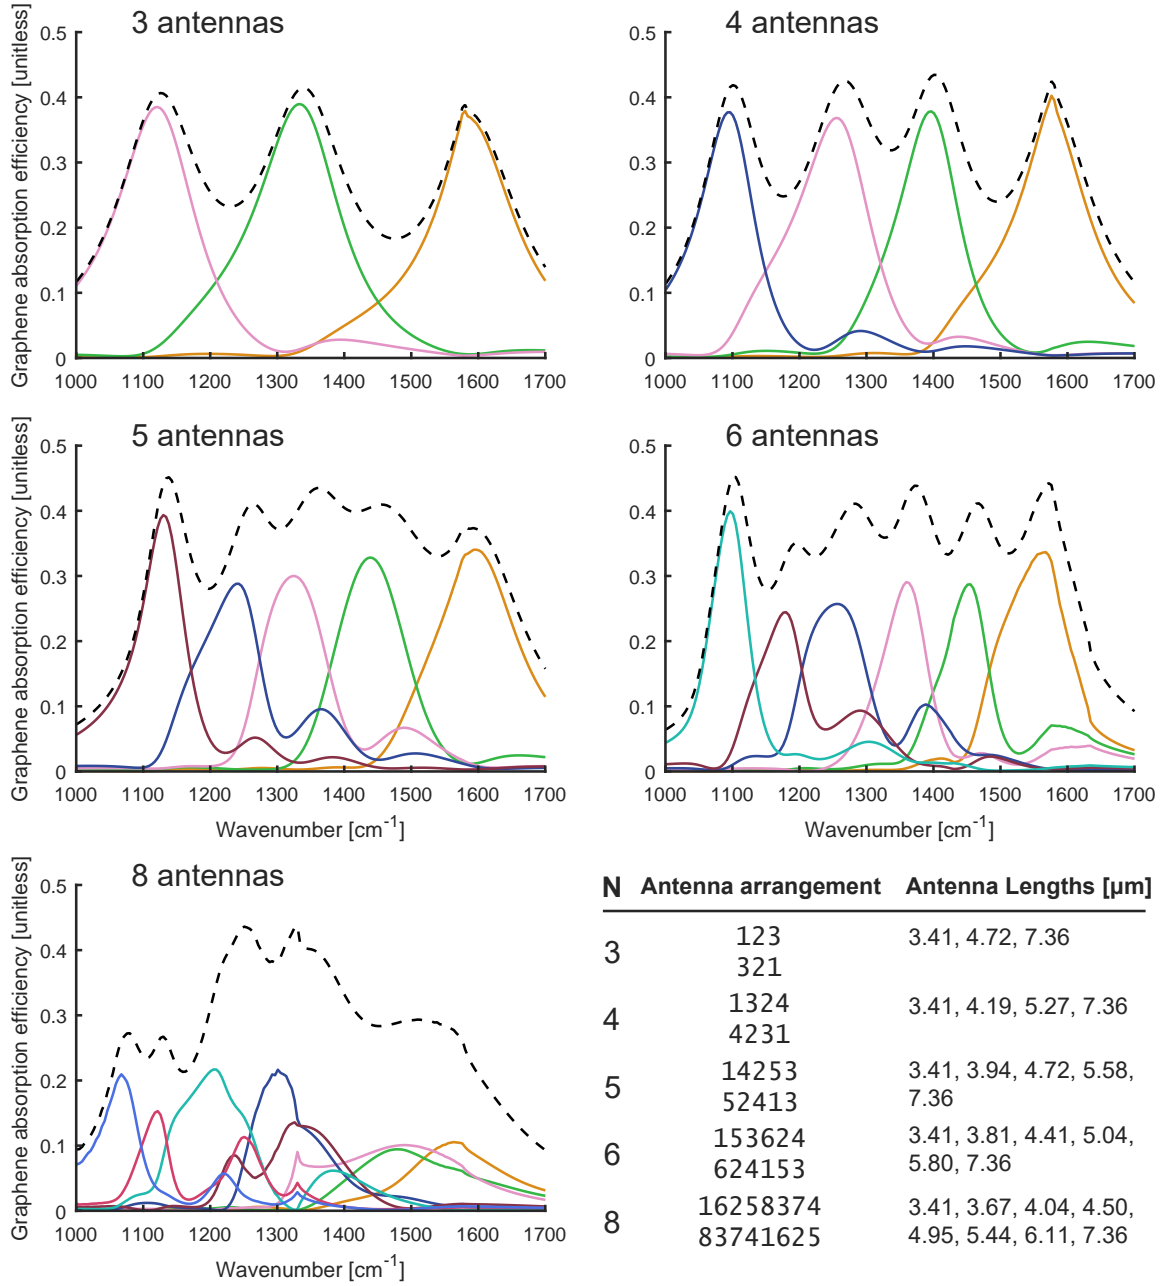 3 antennas
Graphene absorption efficiency [unitless]
0.5
0.4
0.3
0.2
0.1
0
1000 1100 1200 1300 1400 1500 1600 1700
4 antennas
0.5
0.4
0.3
0.2
0.1
0
1000 1100 1200 1300 1400 1500 1600 1700
5 antennas
Graphene absorption efficiency [unitless]
0.5
0.4
0.3
0.2
0.1
0
1000 1100 1200 1300 1400 1500 1600 1700
Wavenumber [cm⁻¹]
6 antennas
0.5
0.4
0.3
0.2
0.1
0
1000 1100 1200 1300 1400 1500 1600 1700
Wavenumber [cm⁻¹]
8 antennas
Graphene absorption efficiency [unitless]
0.5
0.4
0.3
0.2
0.1
0
1000 1100 1200 1300 1400 1500 1600 1700
Wavenumber [cm⁻¹]
N Antenna arrangement Antenna Lengths [µm]
3
123
321
3.41, 4.72, 7.36
4
1324
4231
3.41, 4.19, 5.27, 7.36
5
14253
52413
3.41, 3.94, 4.72, 5.58,
7.36
6
153624
624153
3.41, 3.81, 4.41, 5.04,
5.80, 7.36
8
16258374
83741625
3.41, 3.67, 4.04, 4.50,
4.95, 5.44, 6.11, 7.36